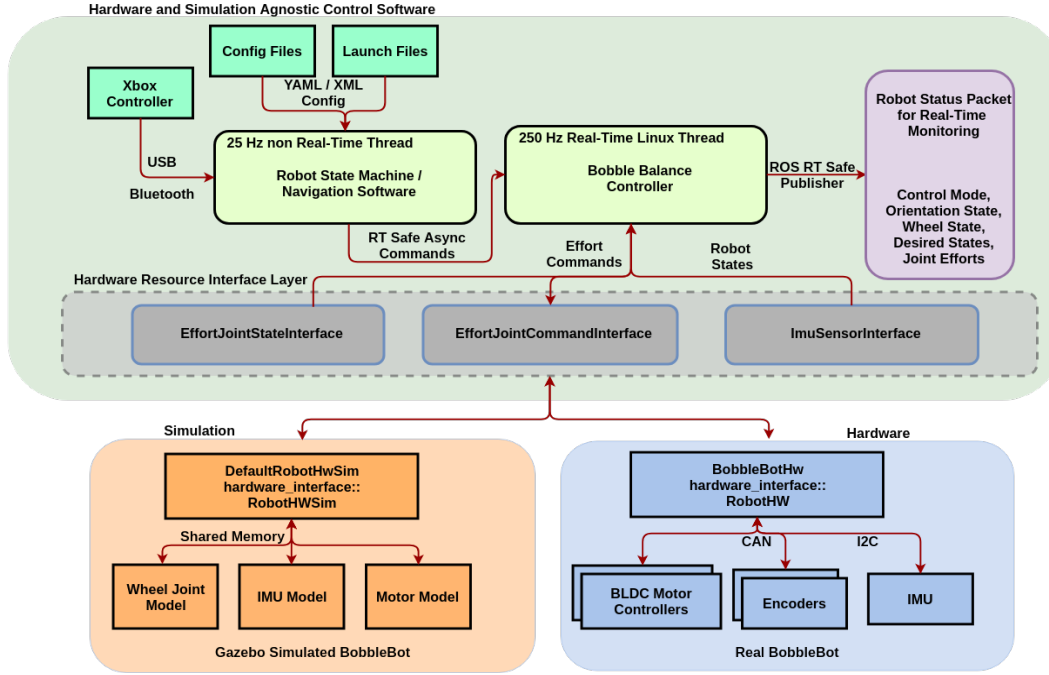 Hardware and Simulation Agnostic Control Software
Config Files
Launch Files
Xbox
Controller
YAML / XML
Config
USB
Bluetooth
25 Hz non Real-Time Thread
Robot State Machine /
Navigation Software
250 Hz Real-Time Linux Thread
Bobble Balance
Controller
ROS RT Safe
Publisher
Robot Status Packet
for Real-Time
Monitoring
Control Mode,
Orientation State,
Wheel State,
Desired States,
Joint Efforts
RT Safe Async
Commands
Effort
Commands
Robot
States
Hardware Resource Interface Layer
EffortJointStateInterface
EffortJointCommandInterface
ImuSensorInterface
Simulation
DefaultRobotHwSim
hardware_interface::
RobotHWSim
Shared Memory
Wheel Joint
Model
IMU Model
Motor Model
Gazebo Simulated BobbleBot
Hardware
BobbleBotHw
hardware_interface::
RobotHW
CAN
I2C
BLDC Motor
Controllers
Encoders
IMU
Real BobbleBot